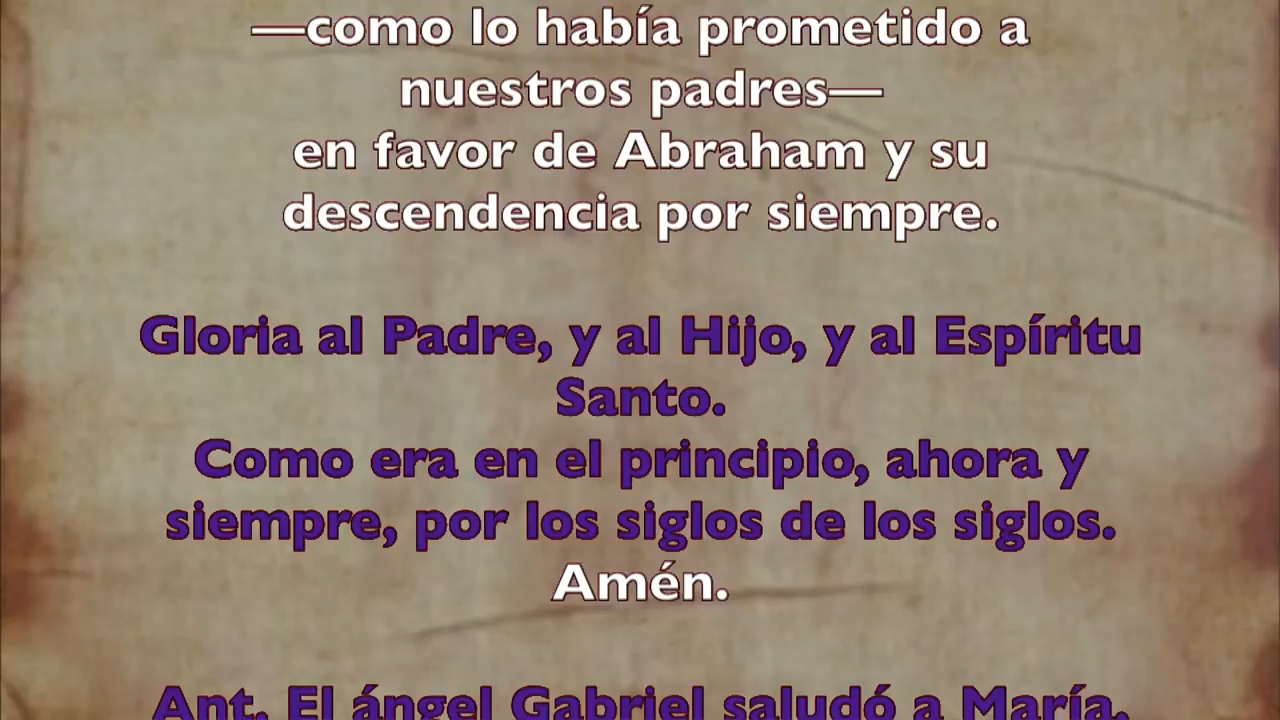 —como lo había prometido a
nuestros padres—
en favor de Abraham y su
descendencia por siempre.
Gloria al Padre, y al Hijo, y al Espíritu
Santo.
Como era en el principio, ahora y
siempre, por los siglos de los siglos.
Amén.
Ant. El ángel Gabriel saludó a María,